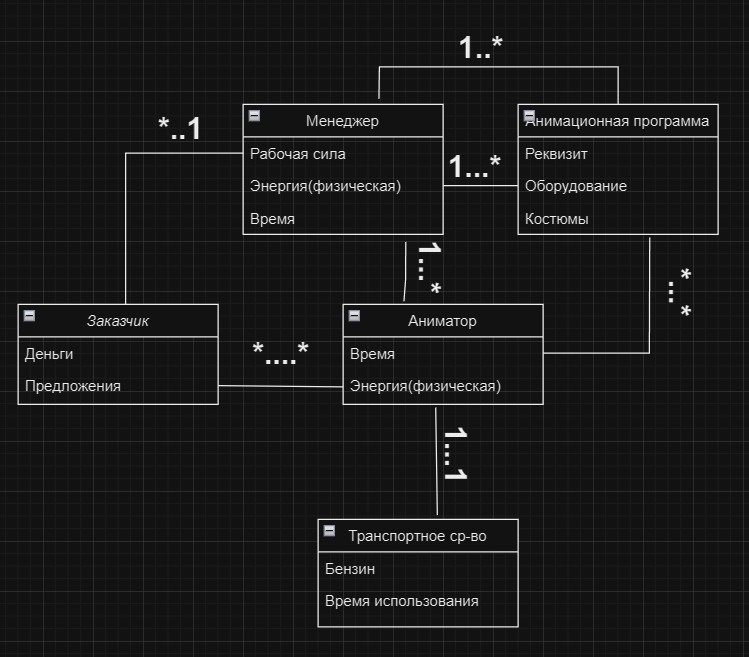 1..*
*..1
Менеджер
Рабочая сила
Энергия(физическая)
Время
1...*
Анимационная программа
Реквизит
Оборудование
Костюмы
1...*
*...*
Заказчик
Деньги
Предложения
*....*
Аниматор
Время
Энергия(физическая)
1...1
Транспортное ср-во
Бензин
Время использования